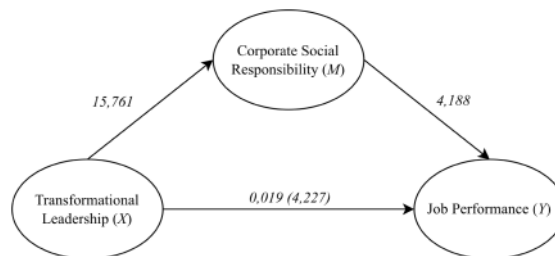 Corporate Social
Responsibility (M)
15,761
4,188
Transformational
Leadership (X)
0,019 (4,227)
Job Performance (Y)